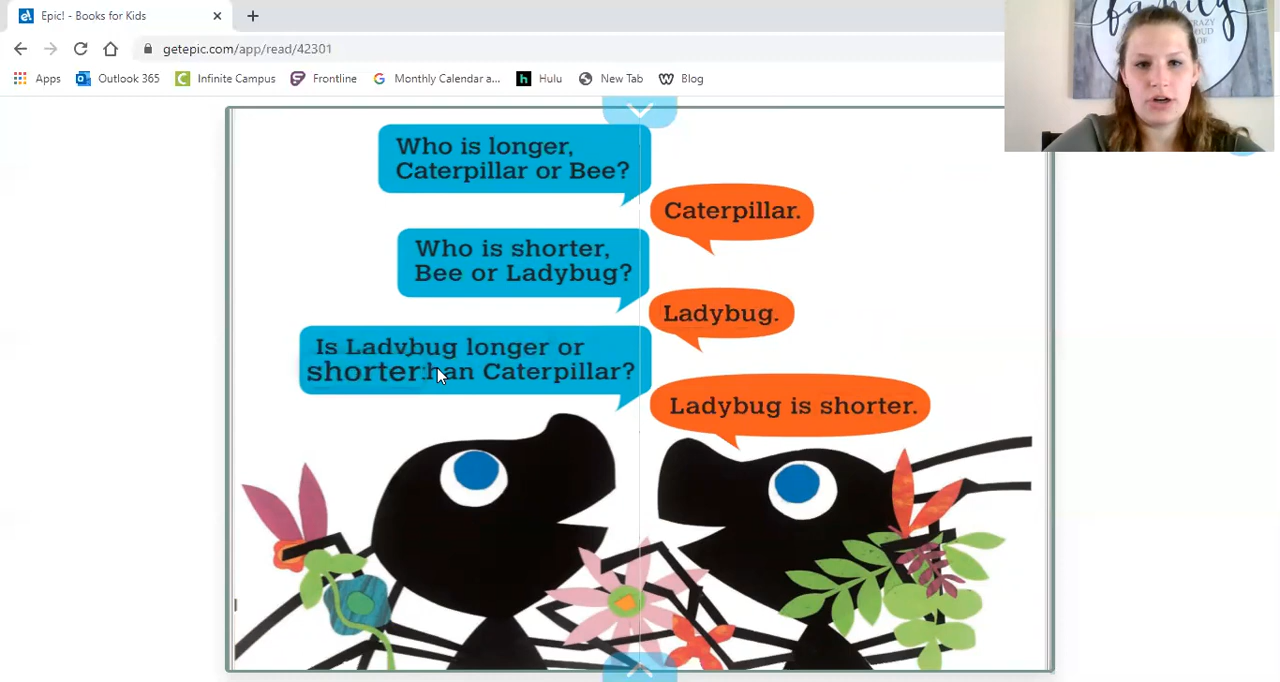 Epic! - Books for Kids
getepic.com/app/read/42301
Apps Outlook 365 Infinite Campus Frontline Monthly Calendar a... Hulu New Tab Blog
family
Who is longer,
Caterpillar or Bee?
Caterpillar.
Who is shorter,
Bee or Ladybug?
Ladybug.
Is Ladybug longer or
shorter than Caterpillar?
Ladybug is shorter.